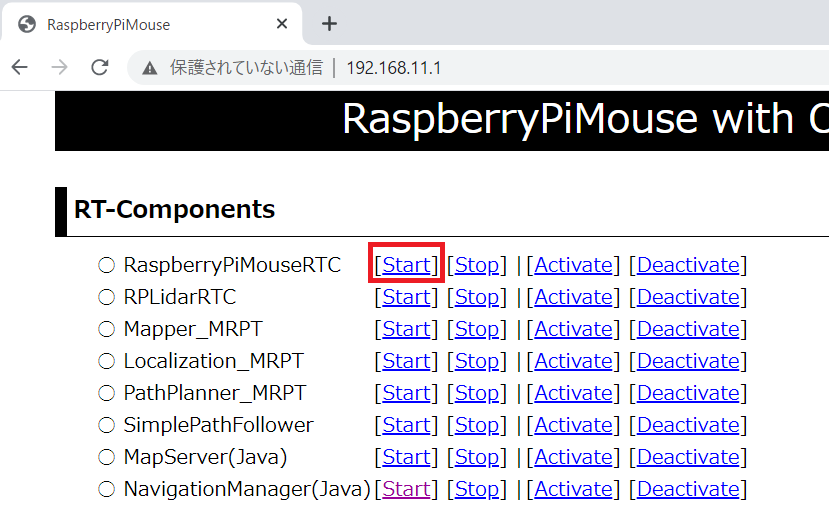 RaspberryPiMouse
保護されていない通信 192.168.11.1
RaspberryPiMouse with
RT-Components
RaspberryPiMouseRTC [Start] [Stop] | [Activate] [Deactivate]
RPLidarRTC [Start] [Stop] | [Activate] [Deactivate]
Mapper_MRPT [Start] [Stop] | [Activate] [Deactivate]
Localization_MRPT [Start] [Stop] | [Activate] [Deactivate]
PathPlanner_MRPT [Start] [Stop] | [Activate] [Deactivate]
SimplePathFollower [Start] [Stop] | [Activate] [Deactivate]
MapServer(Java) [Start] [Stop] | [Activate] [Deactivate]
NavigationManager(Java) [Start] [Stop] | [Activate] [Deactivate]